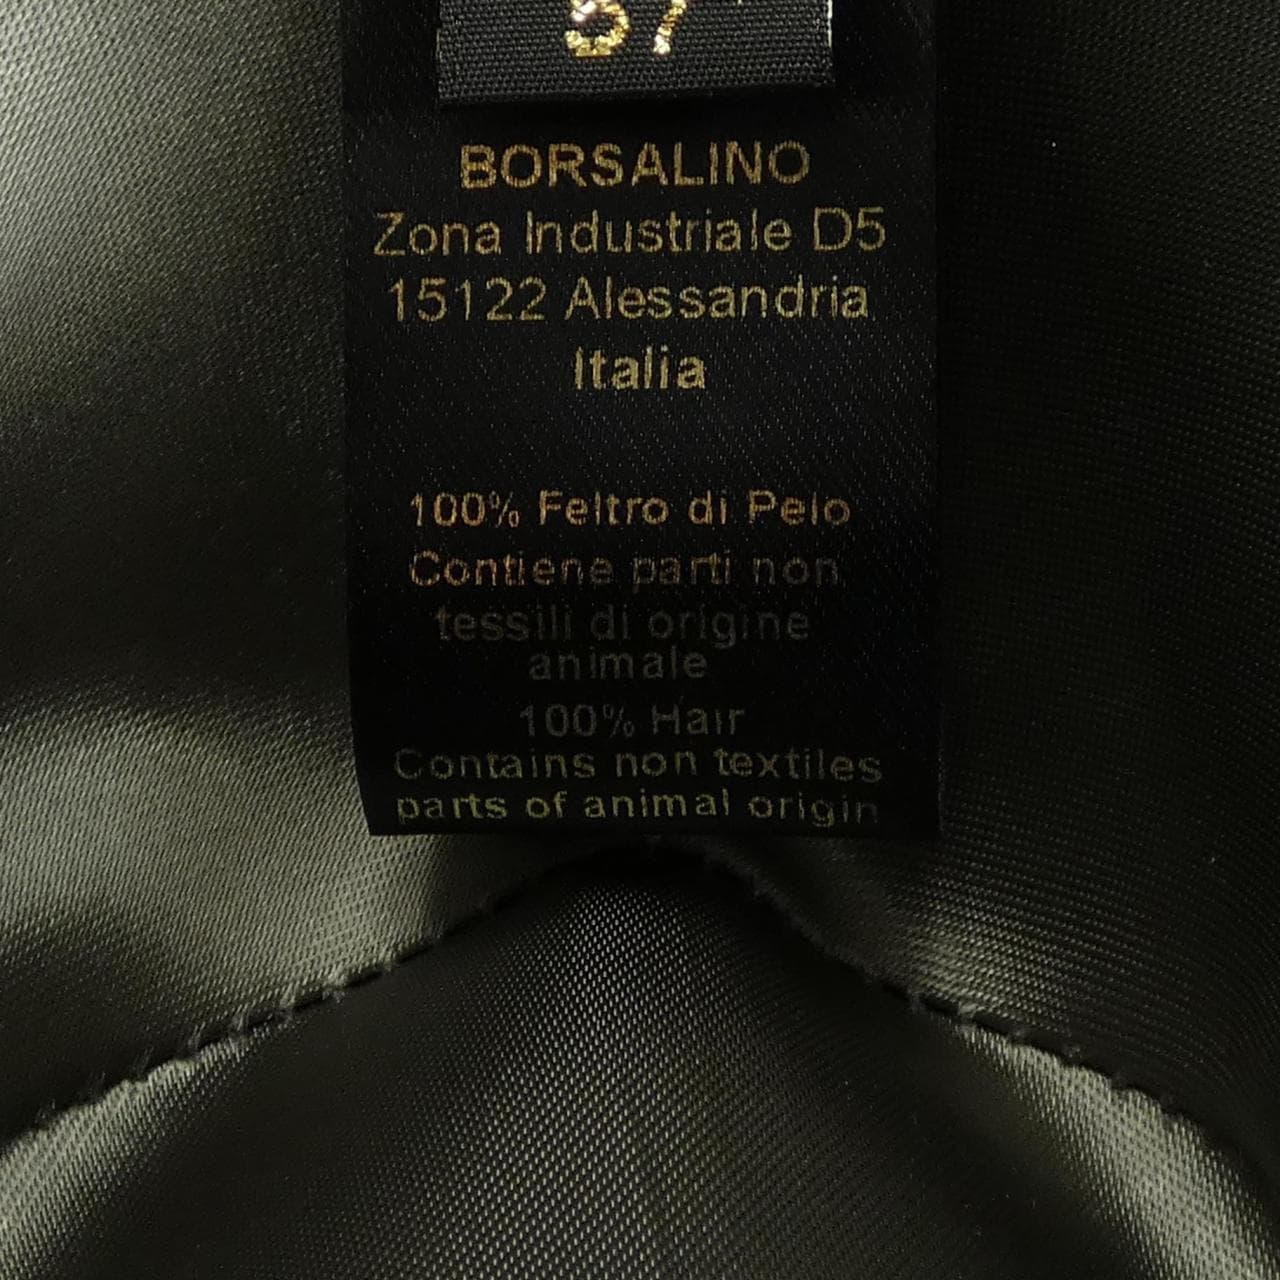 57
BORSALINO
Zona Industriale D5
15122 Alessandria
Italia
100% Feltro di Pelo
Contiene parti non
tessili di origine
animale
100% Hair
Contains non textiles
parts of animal origin